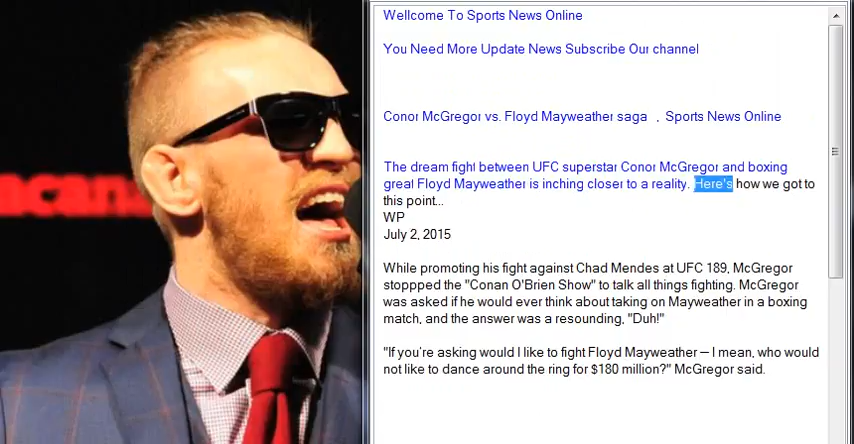 mcana
Wellcome To Sports News Online
You Need More Update News Subscribe Our channel
Conor McGregor vs. Floyd Mayweather saga , Sports News Online
The dream fight between UFC superstar Conor McGregor and boxing
great Floyd Mayweather is inching closer to a reality. Here's how we got to
this point...
WP
July 2, 2015
While promoting his fight against Chad Mendes at UFC 189, McGregor
stoppped the "Conan O'Brien Show" to talk all things fighting. McGregor
was asked if he would ever think about taking on Mayweather in a boxing
match, and the answer was a resounding, "Duh!"
"If you're asking would I like to fight Floyd Mayweather — I mean, who would
not like to dance around the ring for $180 million?" McGregor said.